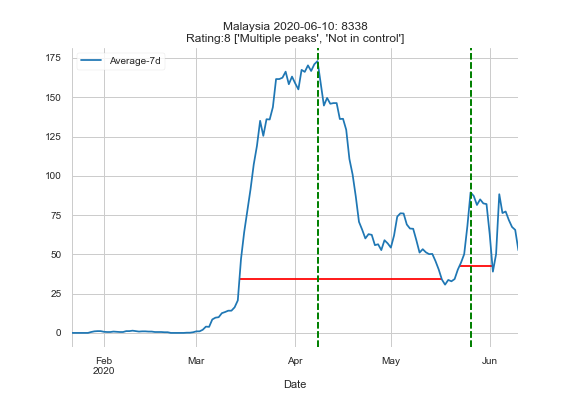 Malaysia 2020-06-10: 8338
Rating:8 ['Multiple peaks', 'Not in control']
Average-7d
175
150
125
100
75
50
25
0
Feb
2020
Mar
Apr
May
Jun
Date